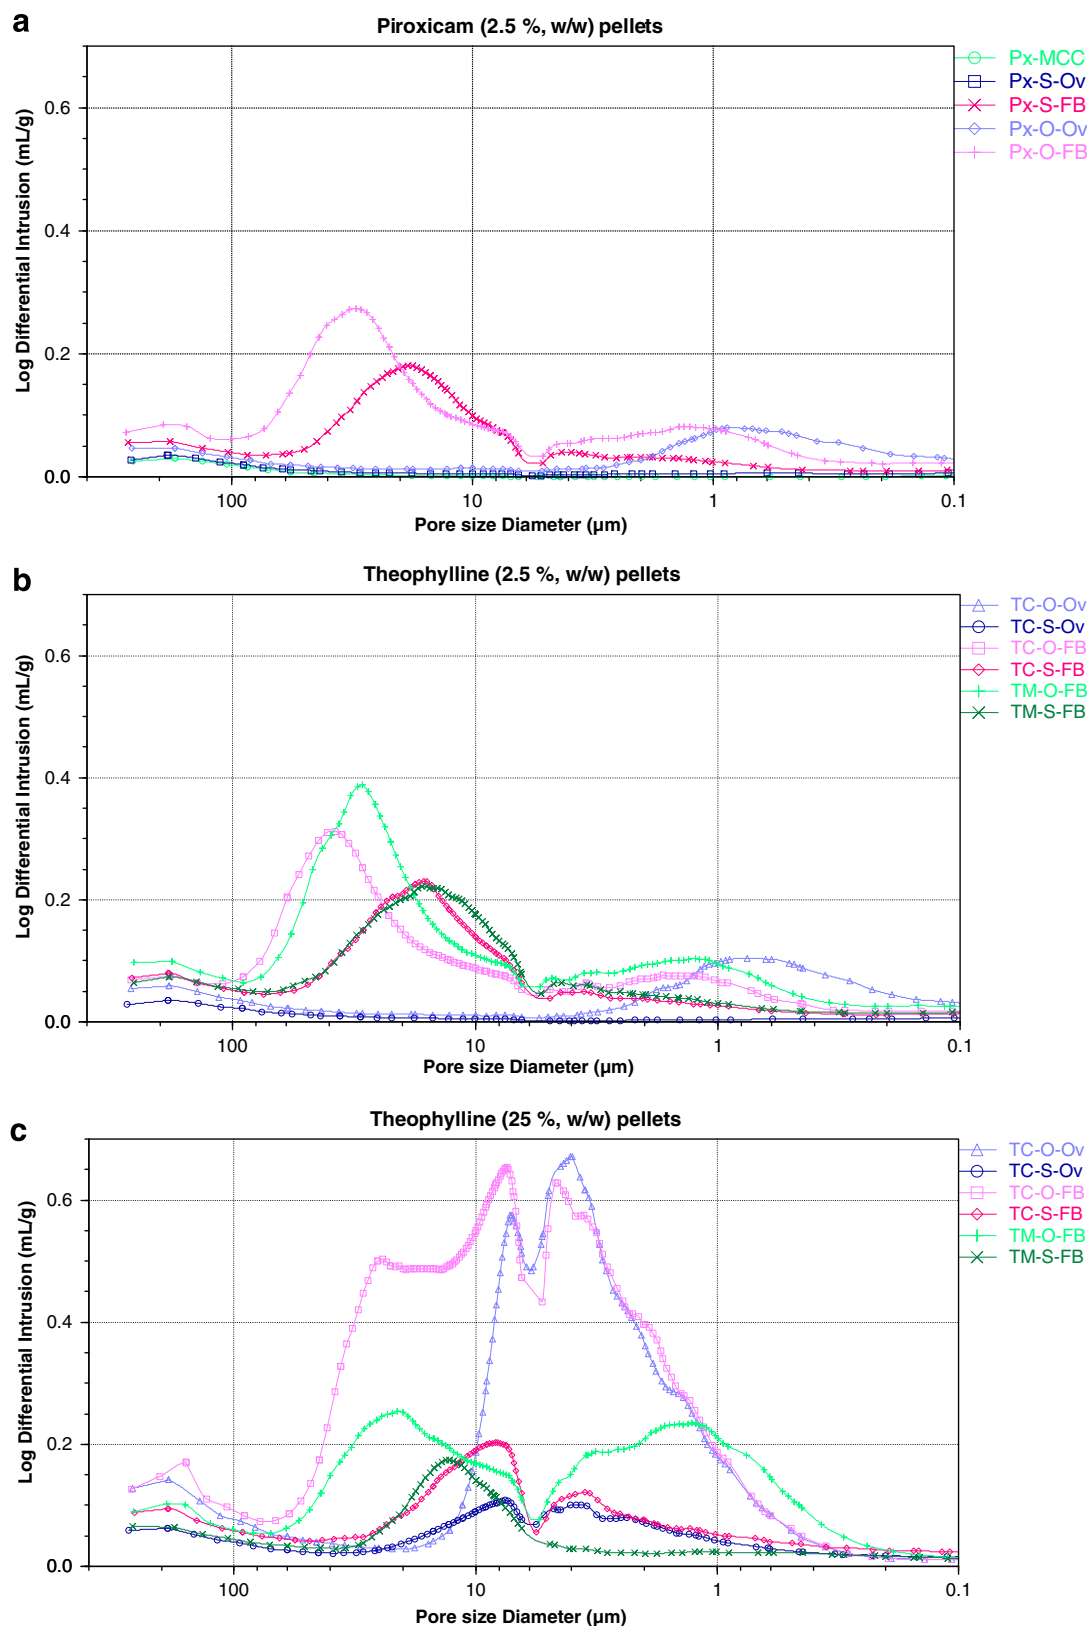 a
Piroxicam (2.5 %, w/w) pellets
Px-MCC
Px-S-Ov
Px-S-FB
Px-O-Ov
Px-O-FB
Log Differential Intrusion (mL/g)
0.6
0.4
0.2
0.0
100
10
1
0.1
Pore size Diameter (µm)
b
Theophylline (2.5 %, w/w) pellets
TC-O-Ov
TC-S-Ov
TC-O-FB
TC-S-FB
TM-O-FB
TM-S-FB
Log Differential Intrusion (mL/g)
0.6
0.4
0.2
0.0
100
10
1
0.1
Pore size Diameter (µm)
c
Theophylline (25 %, w/w) pellets
TC-O-Ov
TC-S-Ov
TC-O-FB
TC-S-FB
TM-O-FB
TM-S-FB
Log Differential Intrusion (mL/g)
0.6
0.4
0.2
0.0
100
10
1
0.1
Pore size Diameter (µm)